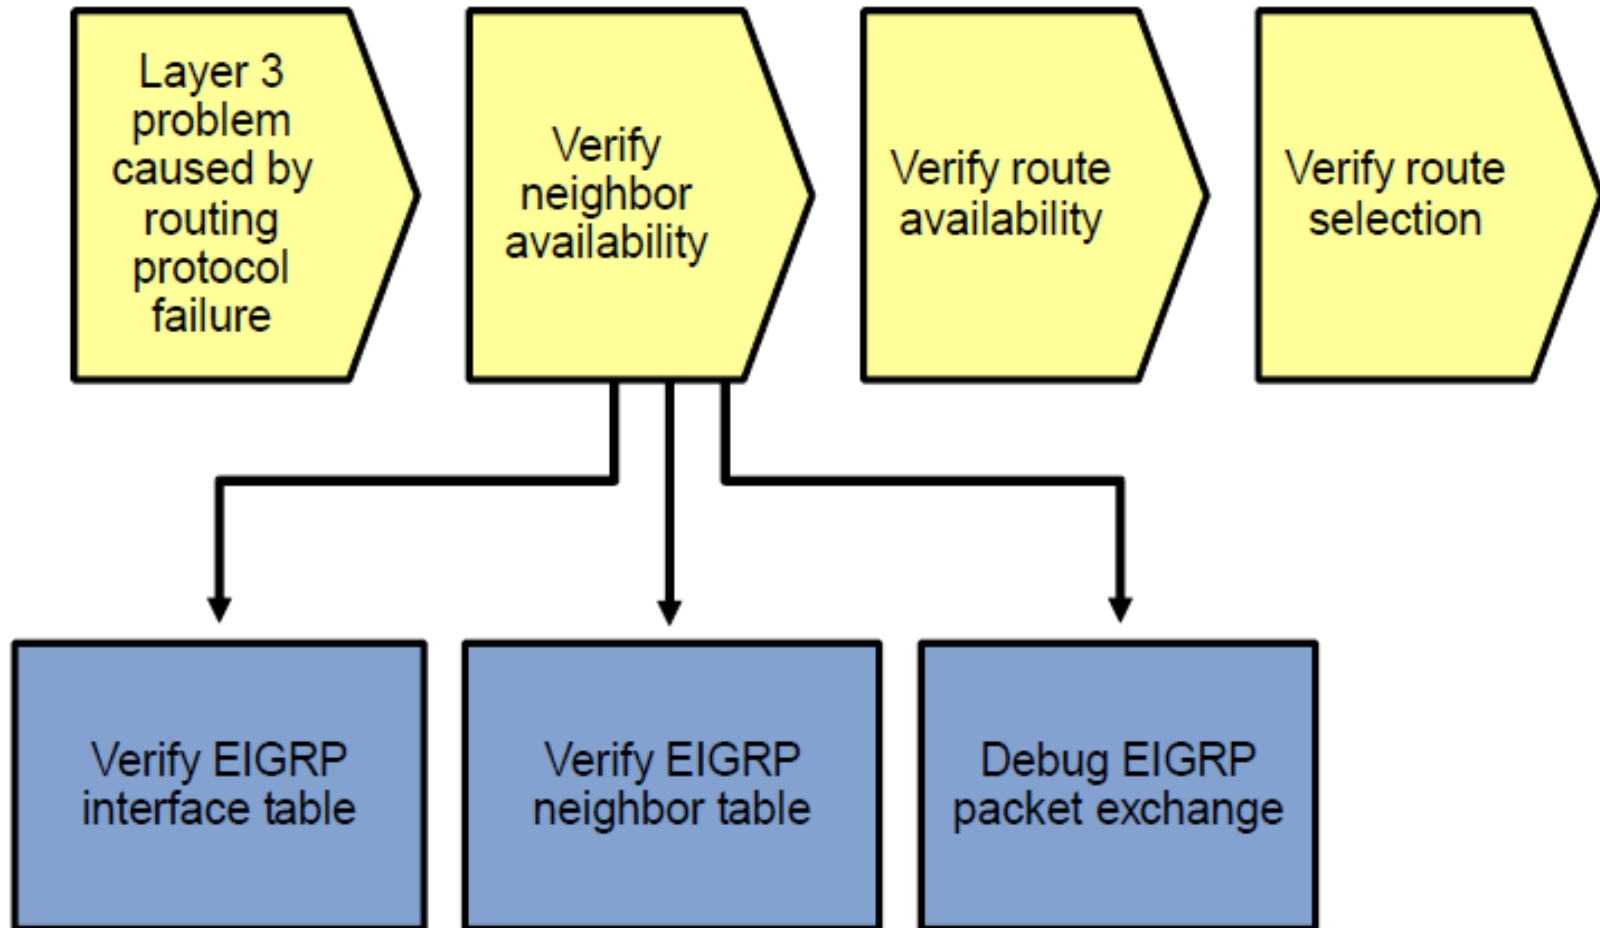 Layer 3
problem
caused by
routing
protocol
failure
Verify
neighbor
availability
Verify route
availability
Verify route
selection
Verify EIGRP
interface table
Verify EIGRP
neighbor table
Debug EIGRP
packet exchange